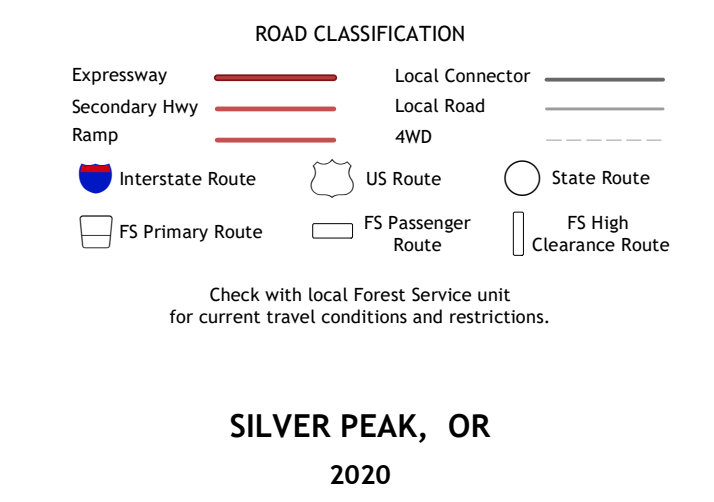 ROAD CLASSIFICATION
Expressway
Local Connector
Secondary Hwy
Local Road
Ramp
4WD
Interstate Route
US Route
State Route
FS Primary Route
FS Passenger
Route
FS High
Clearance Route
Check with local Forest Service unit
for current travel conditions and restrictions.
SILVER PEAK, OR
2020